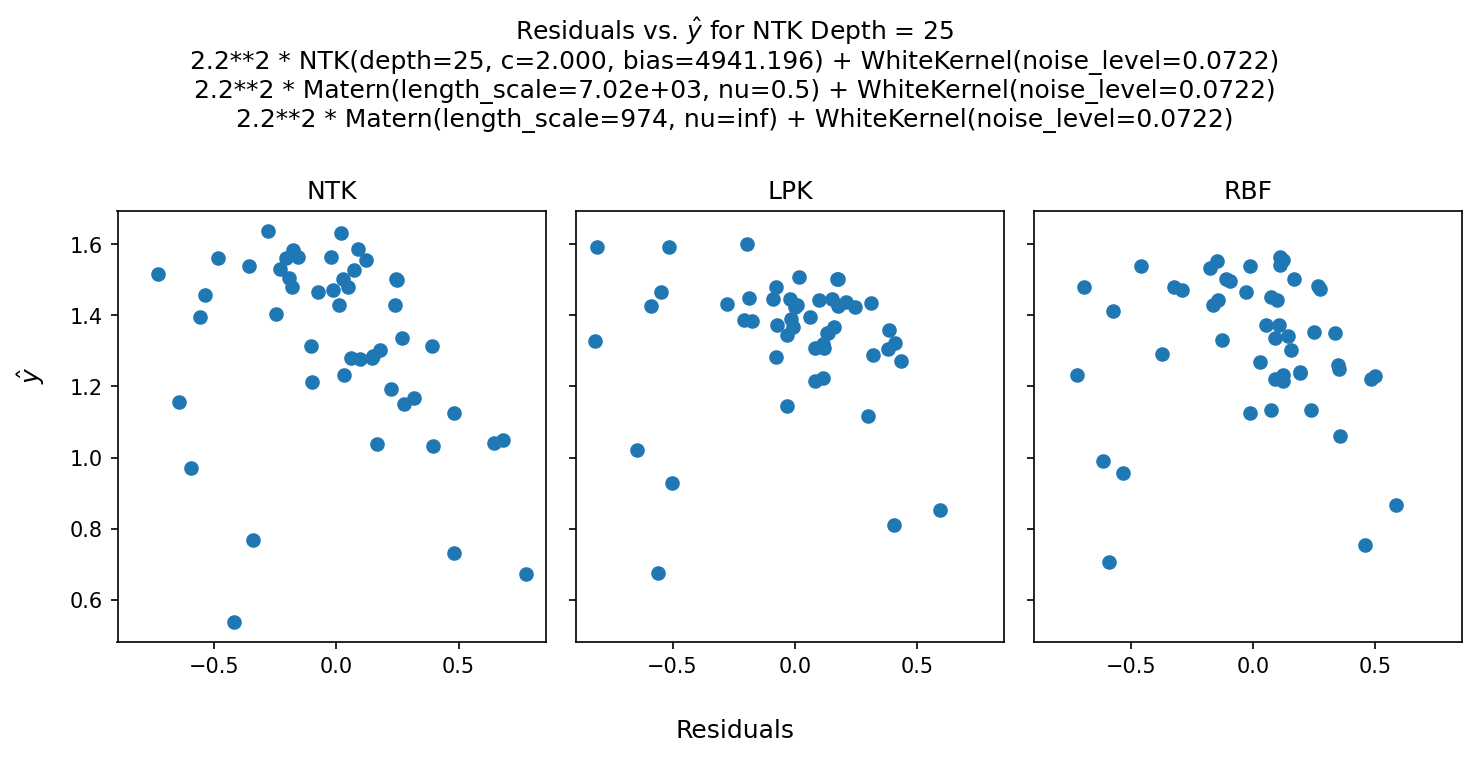 Residuals vs. ŷ for NTK Depth = 25
2.2**2 * NTK(depth=25, c=2.000, bias=4941.196) + WhiteKernel(noise_level=0.0722)
2.2**2 * Matern(length_scale=7.02e+03, nu=0.5) + WhiteKernel(noise_level=0.0722)
2.2**2 * Matern(length_scale=974, nu=inf) + WhiteKernel(noise_level=0.0722)
NTK LPK RBF
1.6
1.4
1.2
1.0
0.8
0.6
ŷ
−0.5 0.0 0.5 −0.5 0.0 0.5 −0.5 0.0 0.5
Residuals